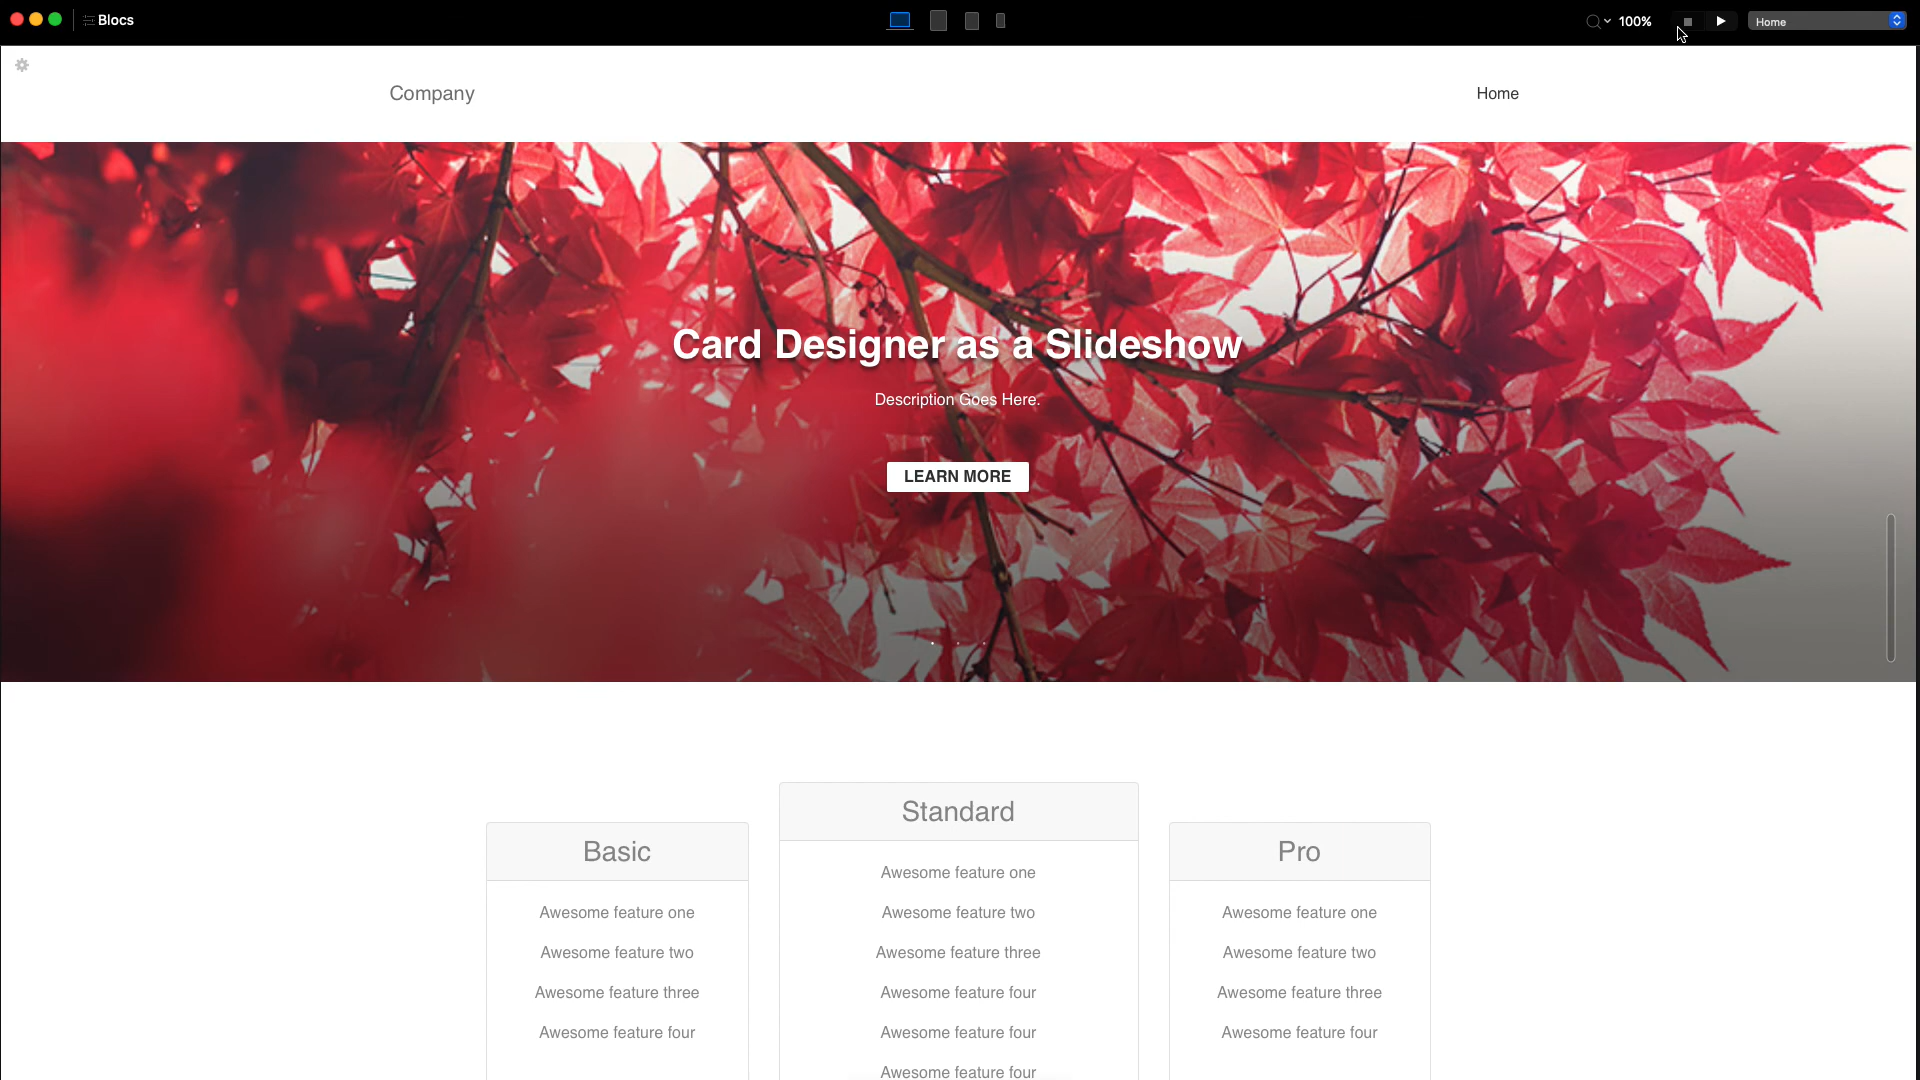 Blocs
100%
Home
Company
Home
Card Designer as a Slideshow
Description Goes Here.
LEARN MORE
Basic
Awesome feature one
Awesome feature two
Awesome feature three
Awesome feature four
Standard
Awesome feature one
Awesome feature two
Awesome feature three
Awesome feature four
Awesome feature four
Awesome feature four
Pro
Awesome feature one
Awesome feature two
Awesome feature three
Awesome feature four